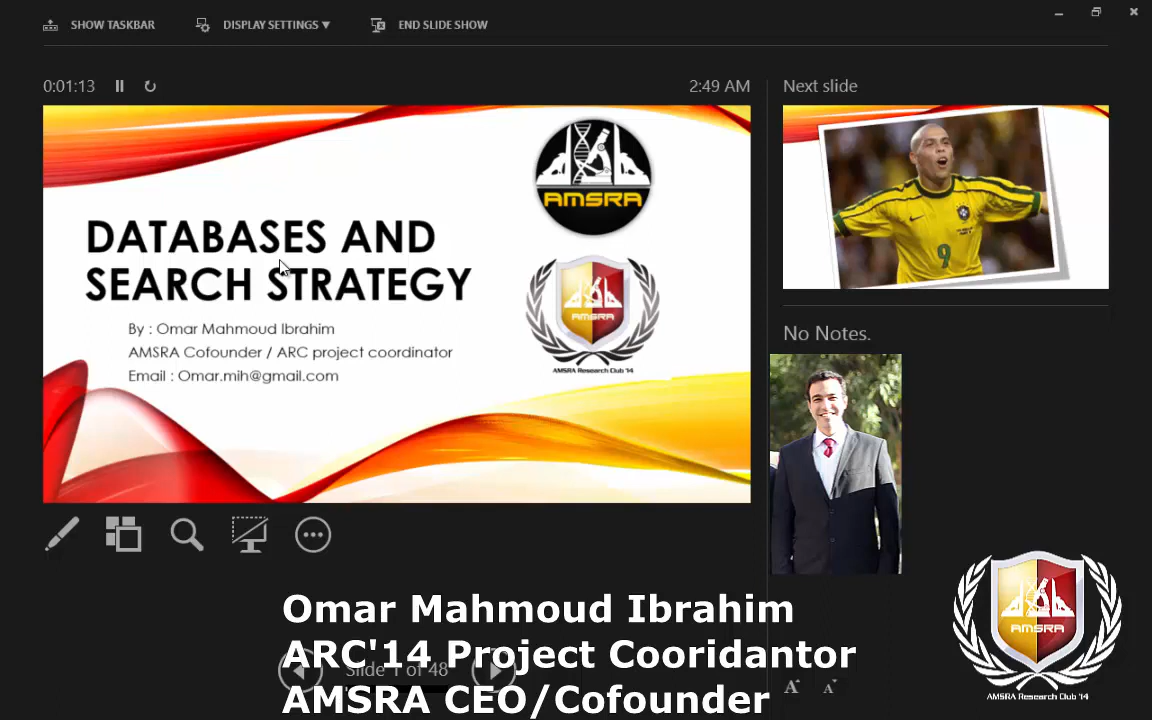 SHOW TASKBAR
DISPLAY SETTINGS ▼
END SLIDE SHOW
0:01:13
2:49 AM
Next slide
AMSRA
DATABASES AND
SEARCH STRATEGY
By : Omar Mahmoud Ibrahim
AMSRA Cofounder / ARC project coordinator
Email : Omar.mih@gmail.com
AMSRA
AMSRA Research Club '14
9
No Notes.
Omar Mahmoud Ibrahim
ARC'14 Project Cooridantor
AMSRA CEO/Cofounder
Slide 1 of 48
A
A
AMSRA
AMSRA Research Club '14